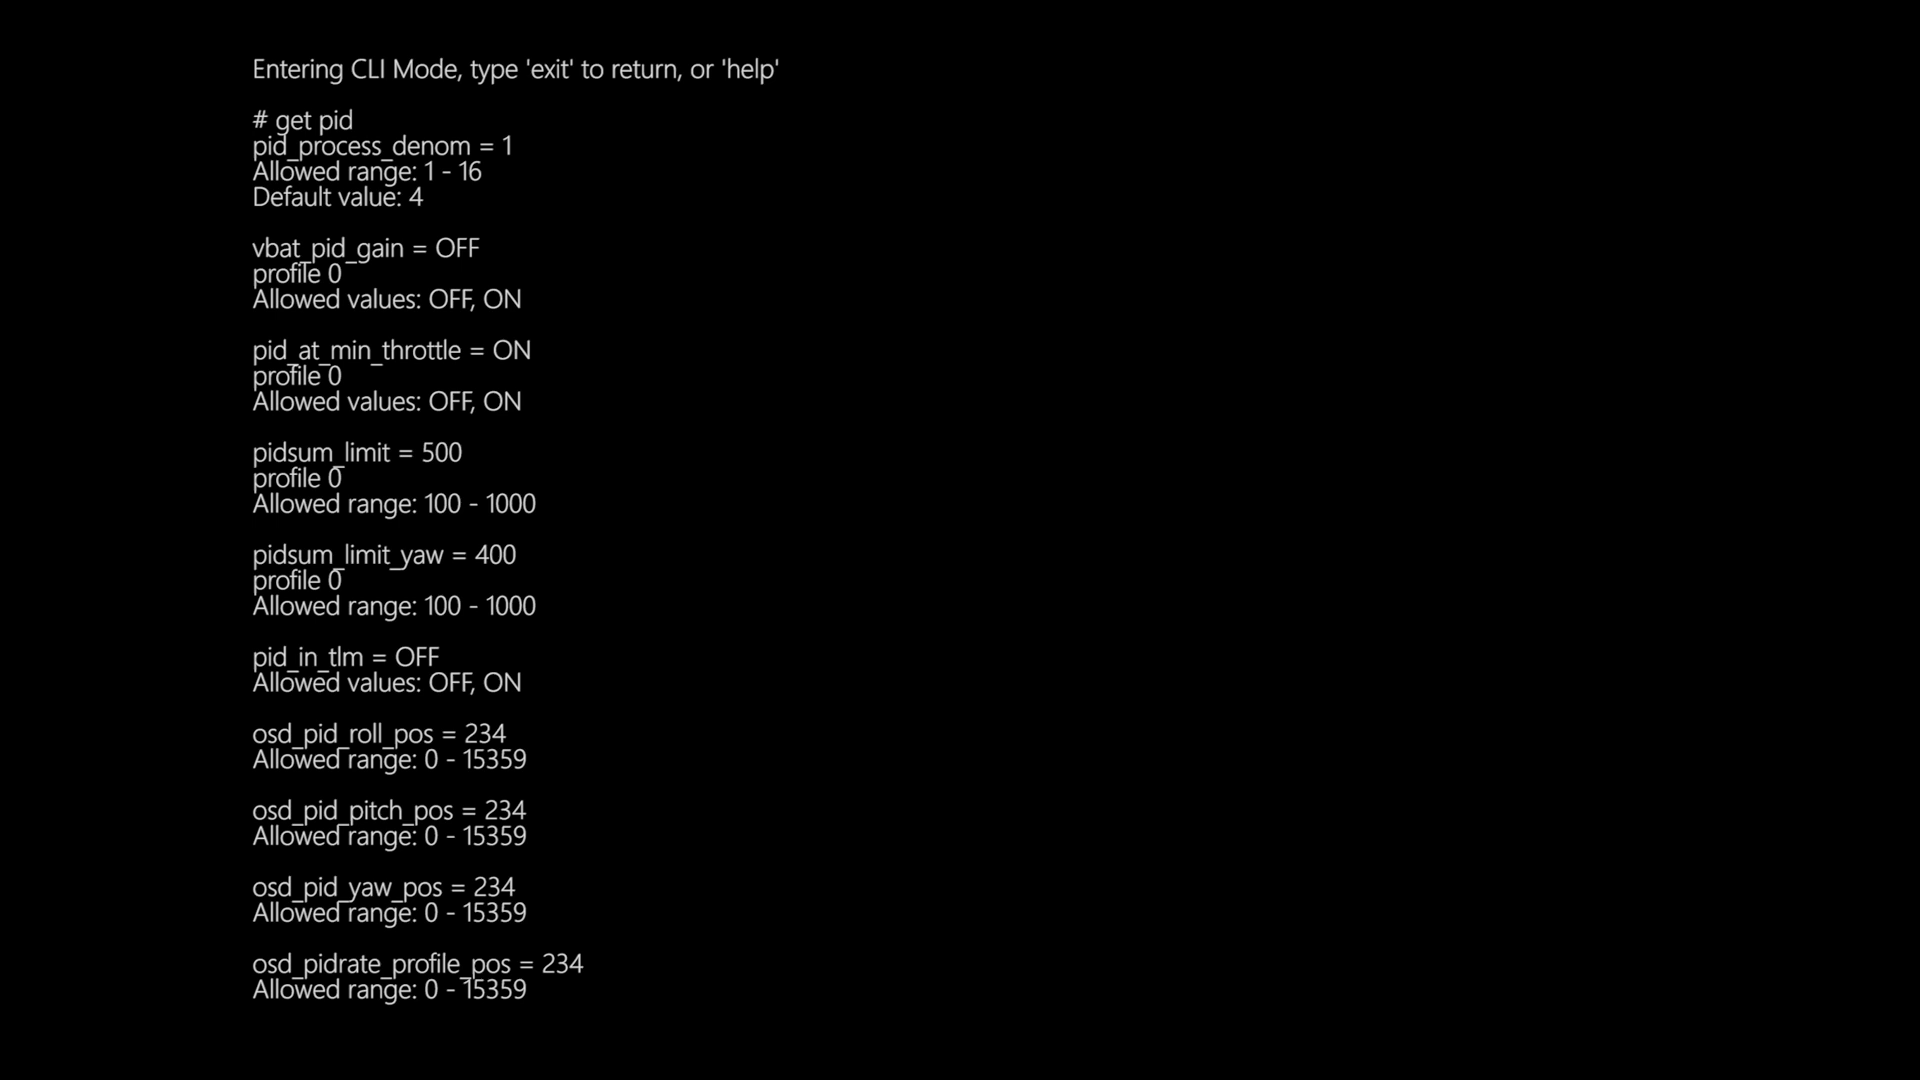 Entering CLI Mode, type 'exit' to return, or 'help'
# get pid
pid_process_denom = 1
Allowed range: 1 - 16
Default value: 4
vbat_pid_gain = OFF
profile 0
Allowed values: OFF, ON
pid_at_min_throttle = ON
profile 0
Allowed values: OFF, ON
pidsum_limit = 500
profile 0
Allowed range: 100 - 1000
pidsum_limit_yaw = 400
profile 0
Allowed range: 100 - 1000
pid_in_tlm = OFF
Allowed values: OFF, ON
osd_pid_roll_pos = 234
Allowed range: 0 - 15359
osd_pid_pitch_pos = 234
Allowed range: 0 - 15359
osd_pid_yaw_pos = 234
Allowed range: 0 - 15359
osd_pidrate_profile_pos = 234
Allowed range: 0 - 15359